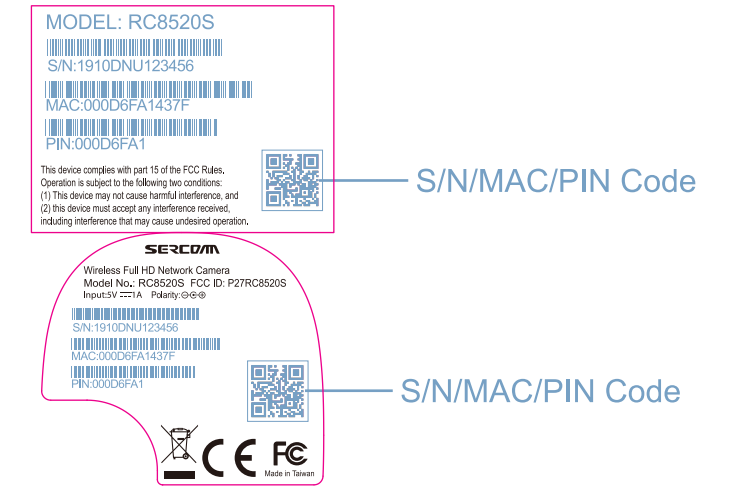 MODEL: RC8520S
S/N:1910DNU123456
MAC:000D6FA1437F
PIN:000D6FA1
This device complies with part 15 of the FCC Rules.
Operation is subject to the following two conditions:
(1) This device may not cause harmful interference, and
(2) this device must accept any interference received,
including interference that may cause undesired operation.
S/N/MAC/PIN Code
SERCOMM
Wireless Full HD Network Camera
Model No.: RC8520S FCC ID: P27RC8520S
Input:5V ⎓1A Polarity:⊖⊙⊕
S/N:1910DNU123456
MAC:000D6FA1437F
PIN:000D6FA1
S/N/MAC/PIN Code
CE FC
Made in Taiwan